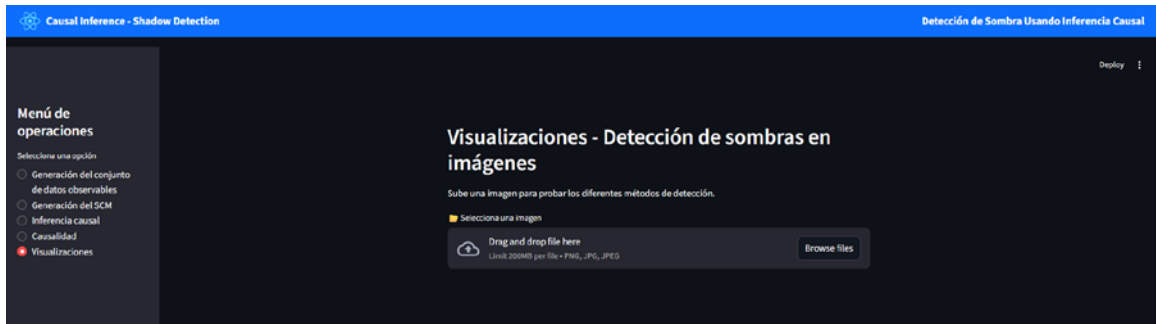 Causal Inference - Shadow Detection
Detección de Sombra Usando Inferencia Causal
Deploy
Menú de
operaciones
Selecciona una opción
Generación del conjunto
de datos observables
Generación del SCM
Inferencia causal
Causalidad
Visualizaciones
Visualizaciones - Detección de sombras en
imágenes
Sube una imagen para probar los diferentes métodos de detección.
Selecciona una imagen
Drag and drop file here
Limit 200MB per file • PNG, JPG, JPEG
Browse files